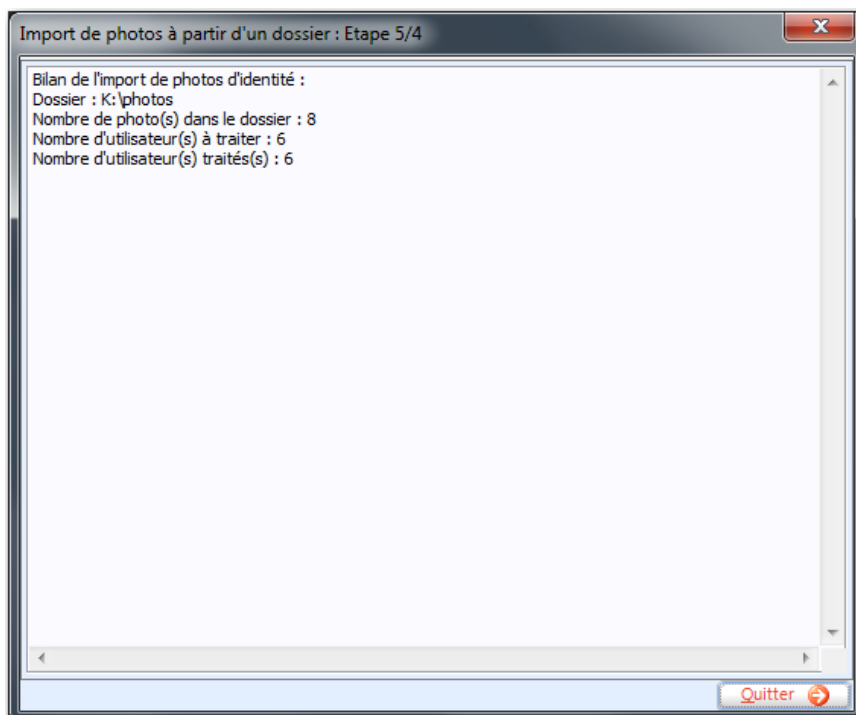 Import de photos à partir d'un dossier : Etape 5/4
Bilan de l'import de photos d'identité :
Dossier : K:\photos
Nombre de photo(s) dans le dossier : 8
Nombre d'utilisateur(s) à traiter : 6
Nombre d'utilisateur(s) traités(s) : 6
Quitter